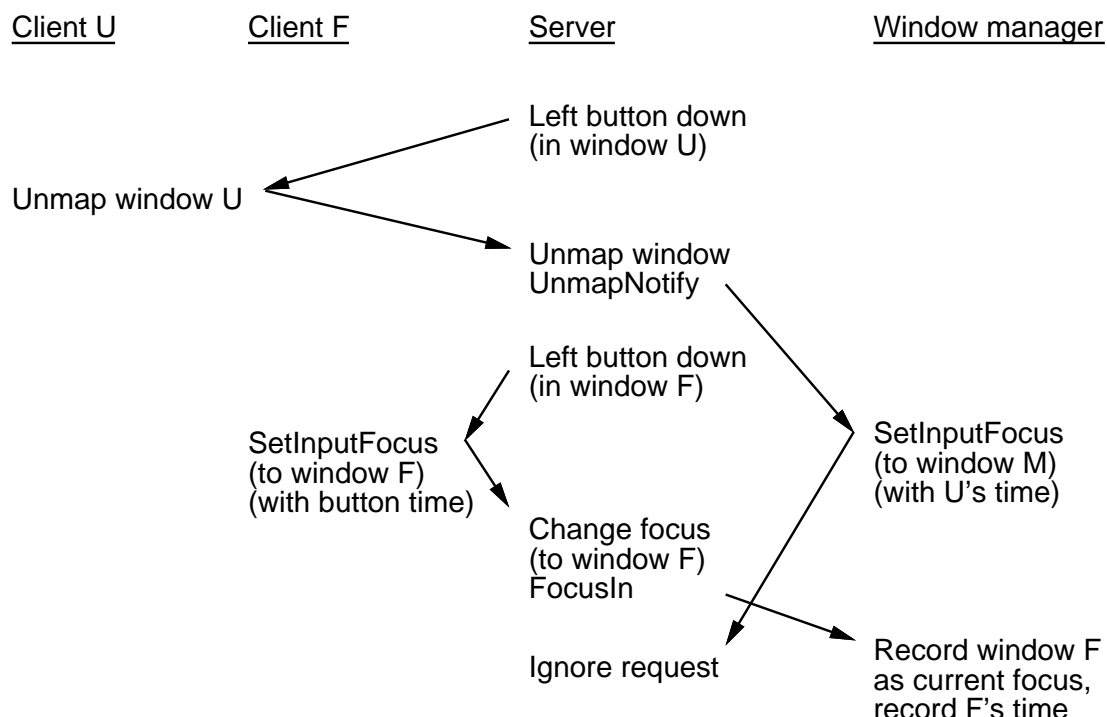 Client U
Client F
Server
Window manager
Left button down
(in window U)
Unmap window U
Unmap window
UnmapNotify
Left button down
(in window F)
SetInputFocus
(to window F)
(with button time)
SetInputFocus
(to window M)
(with U's time)
Change focus
(to window F)
FocusIn
Ignore request
Record window F
as current focus,
record F's time